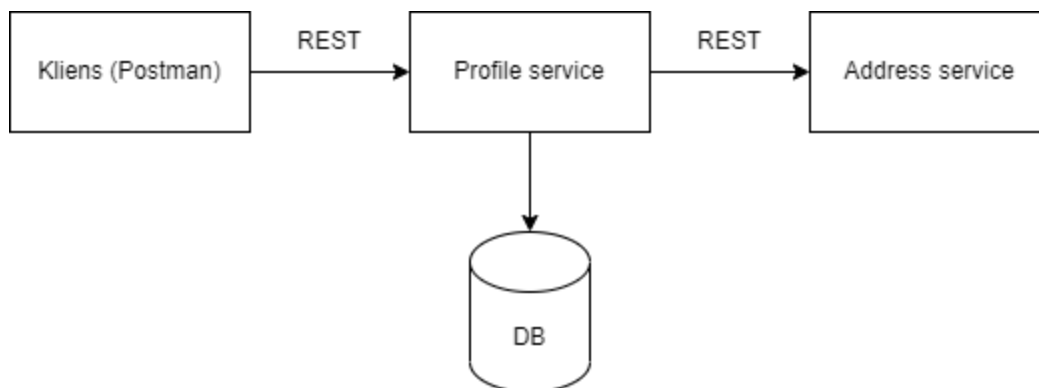 REST
REST
Kliens (Postman)
Profile service
Address service
DB